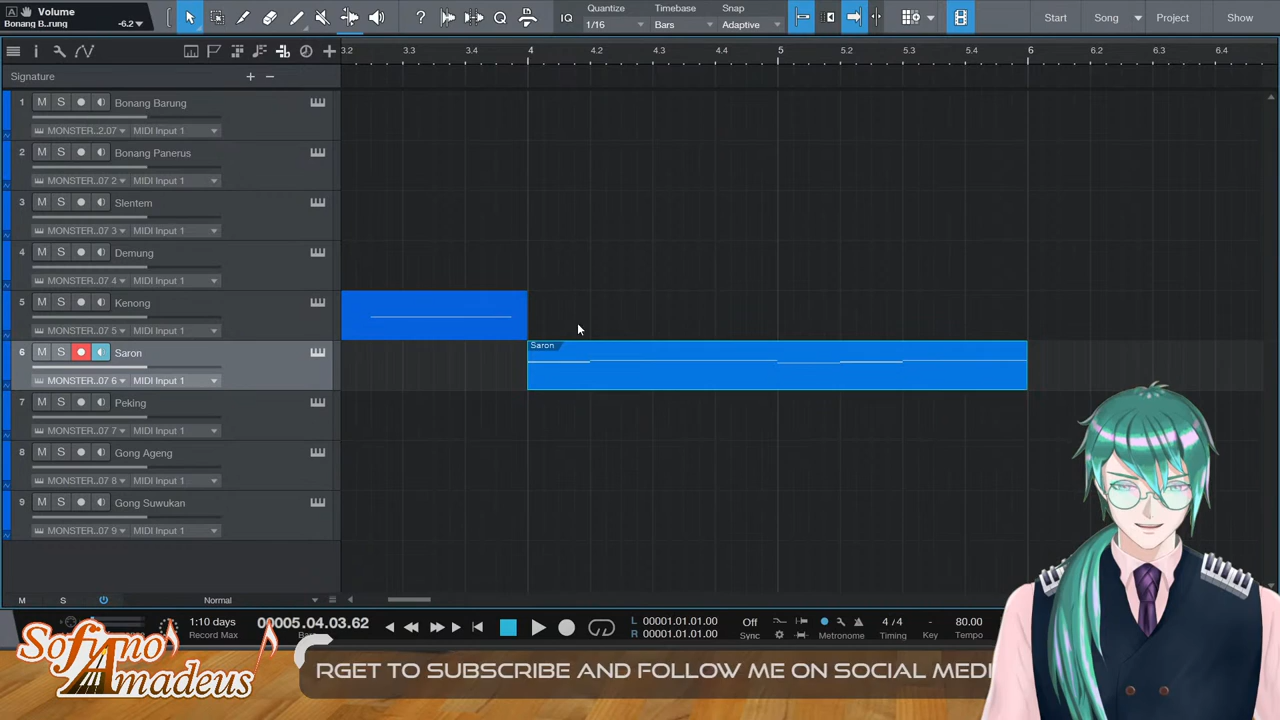 Volume
Bonang B..rung -6.2
IQ
Quantize
1/16
Timebase
Bars
Snap
Adaptive
Start Song Project Show
3.2 3.3 3.4 4 4.2 4.3 4.4 5 5.2 5.3 5.4 6 6.2 6.3 6.4
Signature
1 M S Bonang Barung
MONSTER..2.07 MIDI Input 1
2 M S Bonang Panerus
MONSTER..07 2 MIDI Input 1
3 M S Slentem
MONSTER..07 3 MIDI Input 1
4 M S Demung
MONSTER..07 4 MIDI Input 1
5 M S Kenong
MONSTER..07 5 MIDI Input 1
6 M S Saron
MONSTER..07 6 MIDI Input 1
Saron
7 M S Peking
MONSTER..07 7 MIDI Input 1
8 M S Gong Ageng
MONSTER..07 8 MIDI Input 1
9 M S Gong Suwukan
MONSTER..07 9 MIDI Input 1
M S Normal
1:10 days
Record Max
00005.04.03.62
L 00001.01.01.00
R 00001.01.01.00
Off
Sync
Metronome
4 / 4
Timing
-
Key
80.00
Tempo
Sofiano
Amadeus
RGET TO SUBSCRIBE AND FOLLOW ME ON SOCIAL MEDI